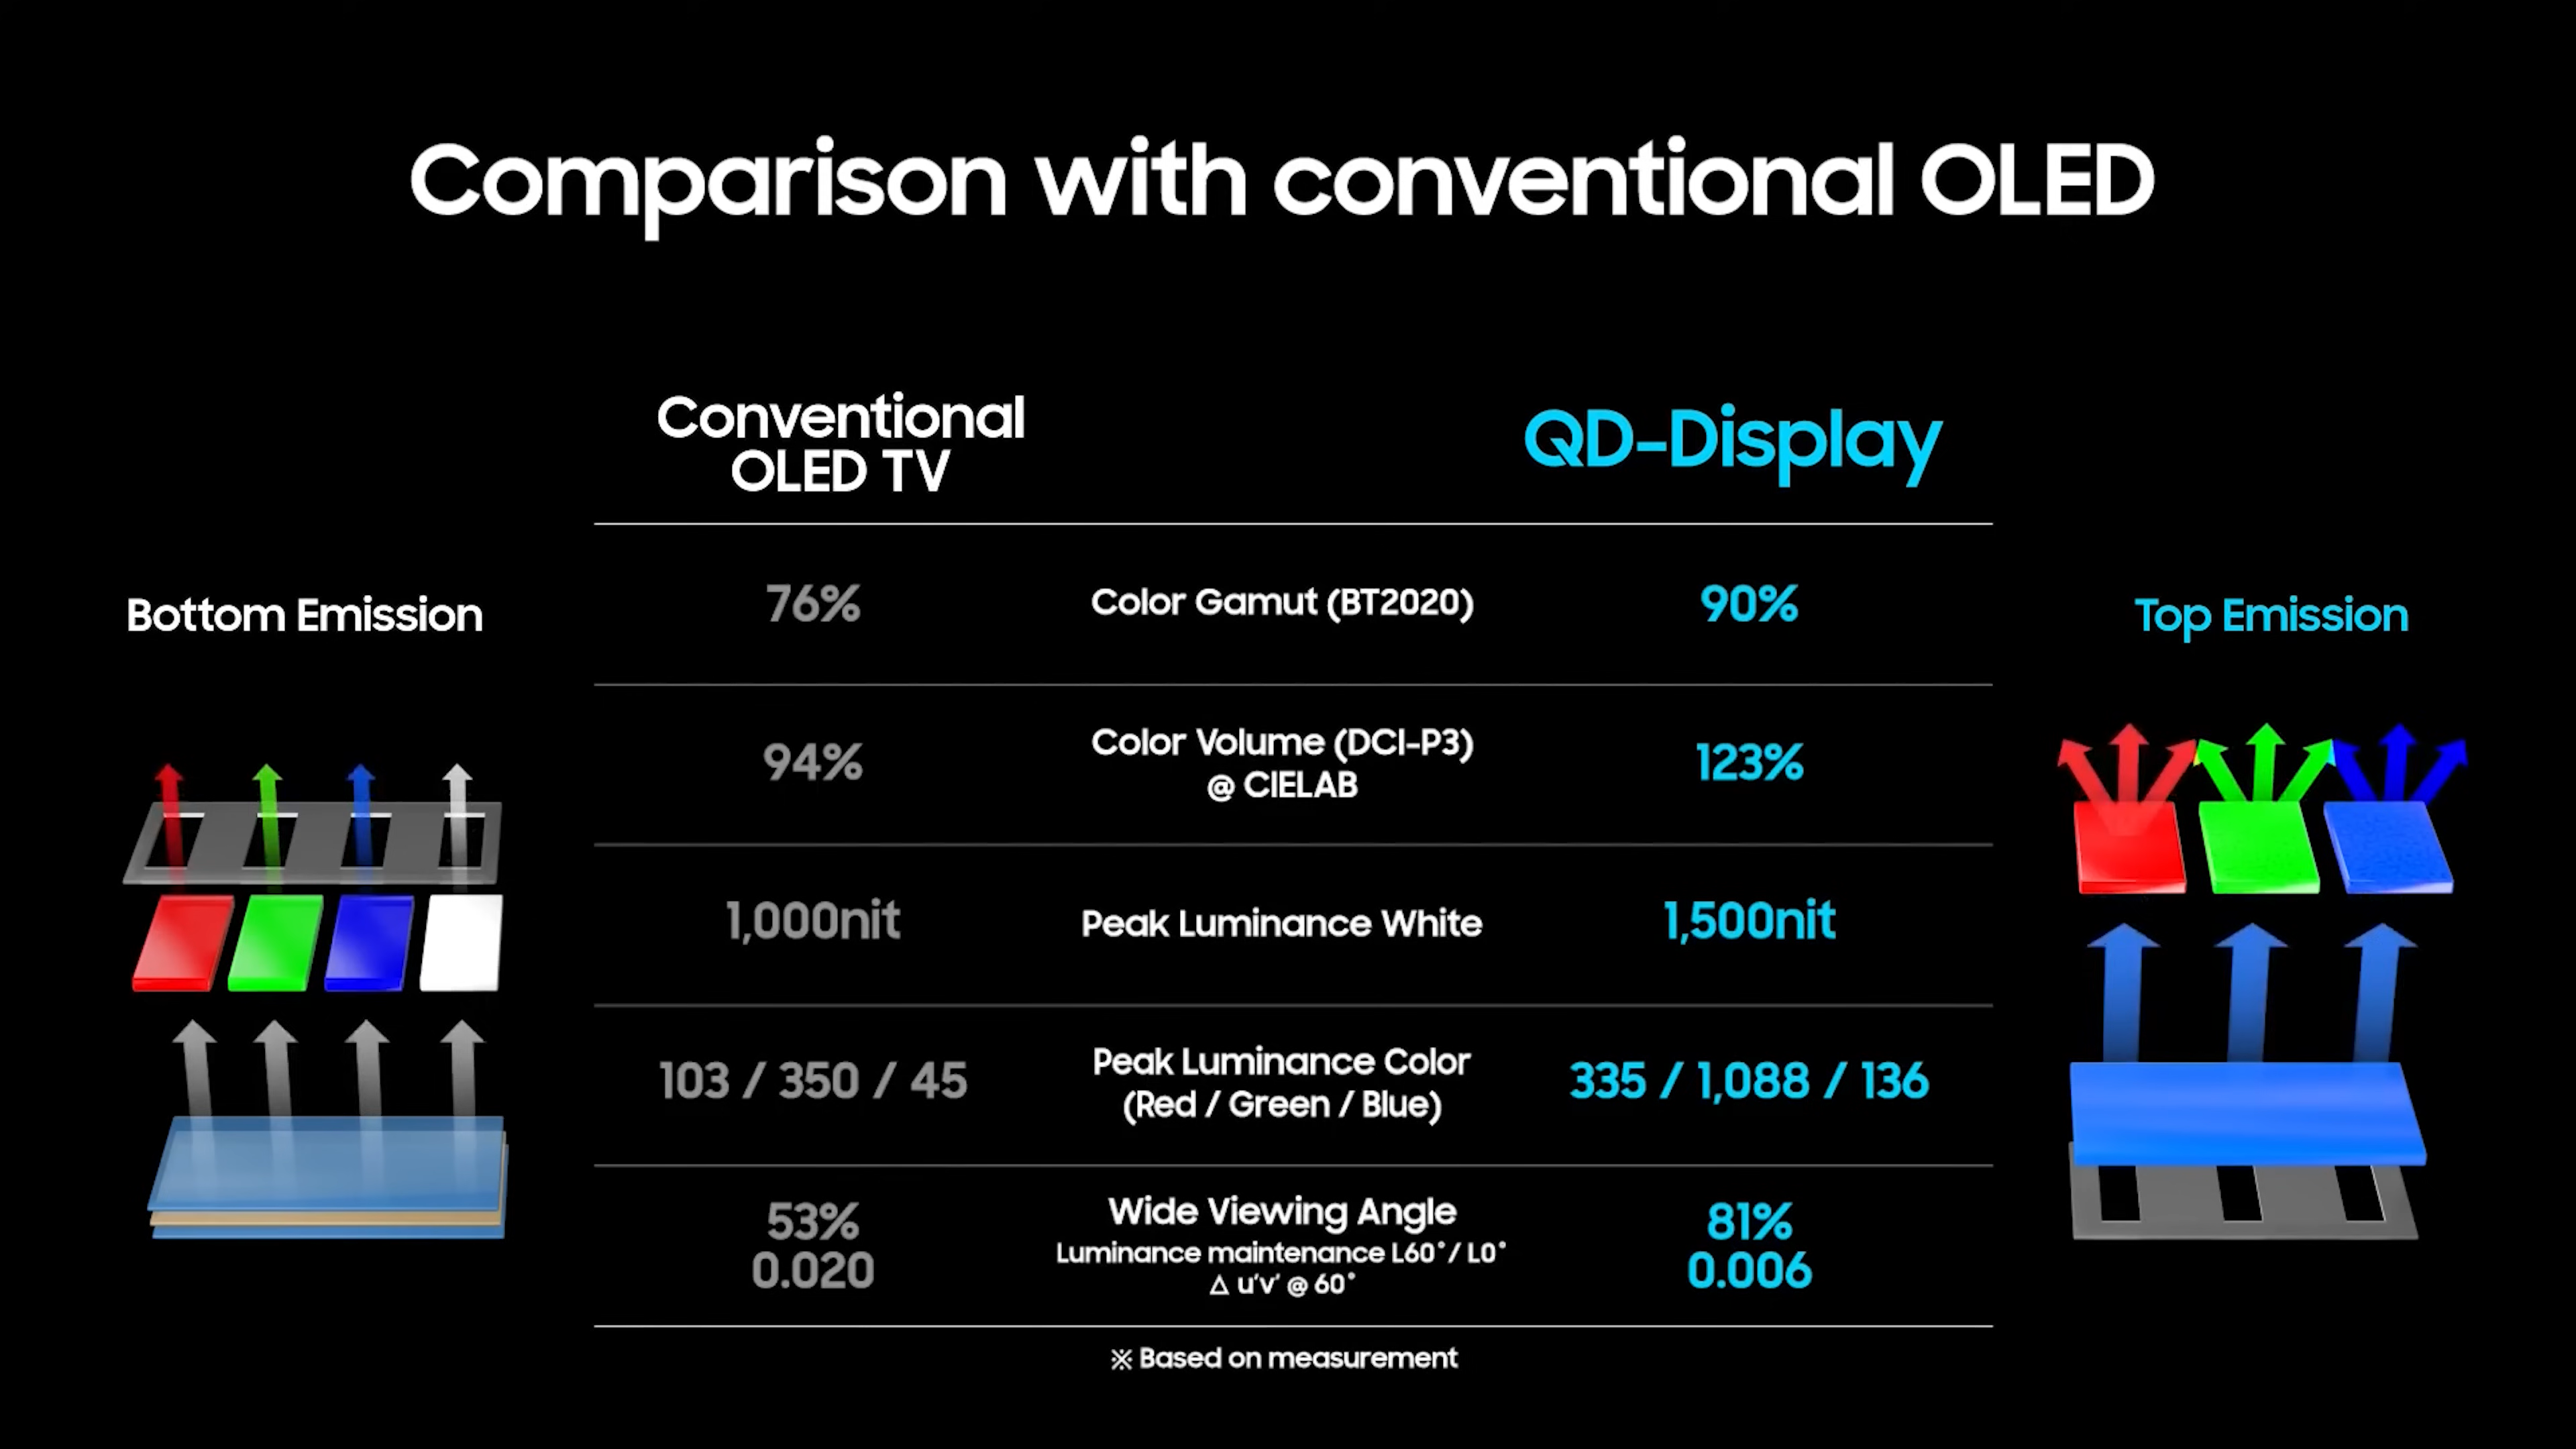 Comparison with conventional OLED
Conventional
OLED TV
QD-Display
Bottom Emission
Top Emission
76%
Color Gamut (BT2020)
90%
94%
Color Volume (DCI-P3)
@ CIELAB
123%
1,000nit
Peak Luminance White
1,500nit
103 / 350 / 45
Peak Luminance Color
(Red / Green / Blue)
335 / 1,088 / 136
53%
0.020
Wide Viewing Angle
Luminance maintenance L60°/ L0°
Δ u'v' @ 60°
81%
0.006
※ Based on measurement